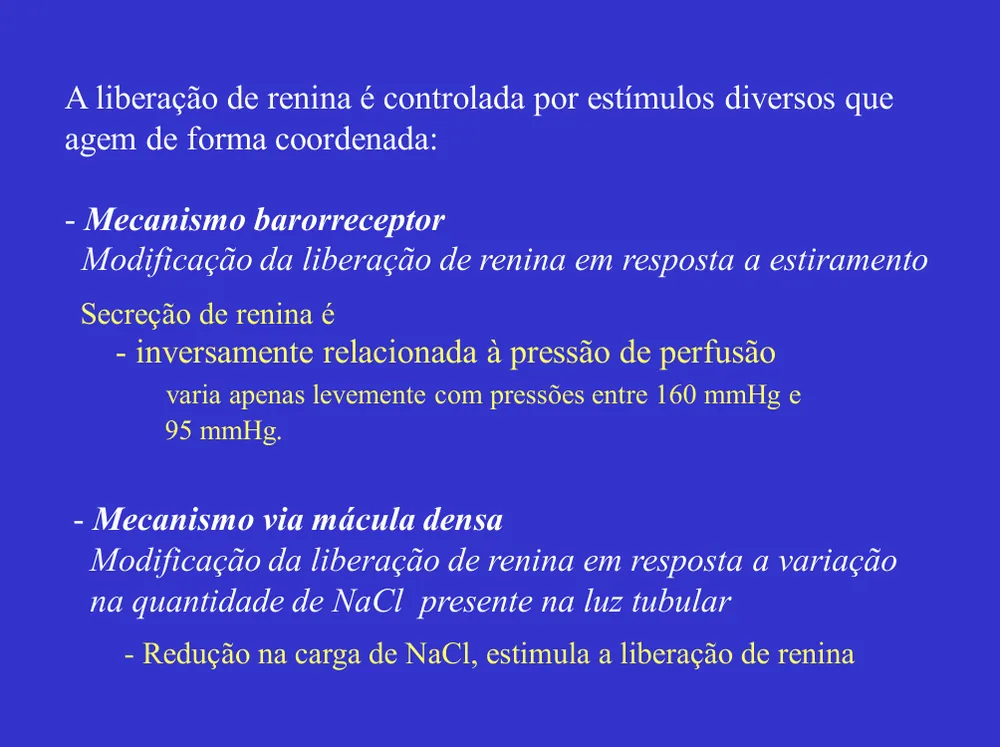 A liberação de renina é controlada por estímulos diversos que
agem de forma coordenada:
- Mecanismo barorreceptor
Modificação da liberação de renina em resposta a estiramento
Secreção de renina é
- inversamente relacionada à pressão de perfusão
varia apenas levemente com pressões entre 160 mmHg e
95 mmHg.
- Mecanismo via mácula densa
Modificação da liberação de renina em resposta a variação
na quantidade de NaCl presente na luz tubular
- Redução na carga de NaCl, estimula a liberação de renina